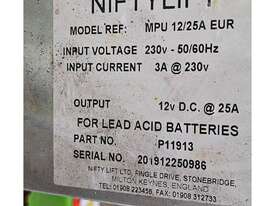 NIFTYLIFT
MODEL REF: MPU 12/25A EUR
INPUT VOLTAGE 230v - 50/60Hz
INPUT CURRENT 3A @ 230v
OUTPUT 12v D.C. @ 25A
FOR LEAD ACID BATTERIES
PART NO. P11913
SERIAL NO. 201912250986
NIFTY LIFT LTD, FINGLE DRIVE, STONEBRIDGE,
MILTON KEYNES, ENGLAND
TEL: 01908 223456, FAX: 01908 312733